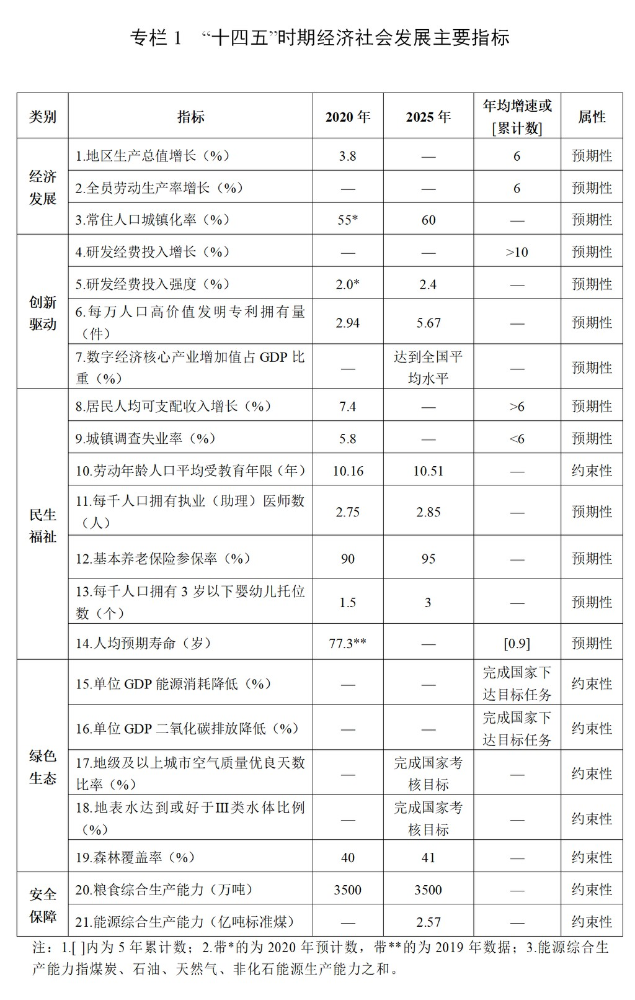 专栏 1　“十四五”时期经济社会发展主要指标
类别 指标 2020 年 2025 年 年均增速或[累计数] 属性
经济发展
1.地区生产总值增长（%） 3.8 — 6 预期性
2.全员劳动生产率增长（%） — — 6 预期性
3.常住人口城镇化率（%） 55* 60 — 预期性
创新驱动
4.研发经费投入增长（%） — — >10 预期性
5.研发经费投入强度（%） 2.0* 2.4 — 预期性
6.每万人口高价值发明专利拥有量（件） 2.94 5.67 — 预期性
7.数字经济核心产业增加值占 GDP 比重（%） — 达到全国平均水平 — 预期性
民生福祉
8.居民人均可支配收入增长（%） 7.4 — >6 预期性
9.城镇调查失业率（%） 5.8 — <6 预期性
10.劳动年龄人口平均受教育年限（年） 10.16 10.51 — 约束性
11.每千人口拥有执业（助理）医师数（人） 2.75 2.85 — 预期性
12.基本养老保险参保率（%） 90 95 — 预期性
13.每千人口拥有 3 岁以下婴幼儿托位数（个） 1.5 3 — 预期性
14.人均预期寿命（岁） 77.3** — [0.9] 预期性
绿色生态
15.单位 GDP 能源消耗降低（%） — — 完成国家下达目标任务 约束性
16.单位 GDP 二氧化碳排放降低（%） — — 完成国家下达目标任务 约束性
17.地级及以上城市空气质量优良天数比率（%） — 完成国家考核目标 — 约束性
18.地表水达到或好于Ⅲ类水体比例（%） — 完成国家考核目标 — 约束性
19.森林覆盖率（%） 40 41 — 约束性
安全保障
20.粮食综合生产能力（万吨） 3500 3500 — 约束性
21.能源综合生产能力（亿吨标准煤） — 2.57 — 约束性
注：1.[ ]内为 5 年累计数；2.带*的为 2020 年预计数，带**的为 2019 年数据；3.能源综合生
产能力指煤炭、石油、天然气、非化石能源生产能力之和。